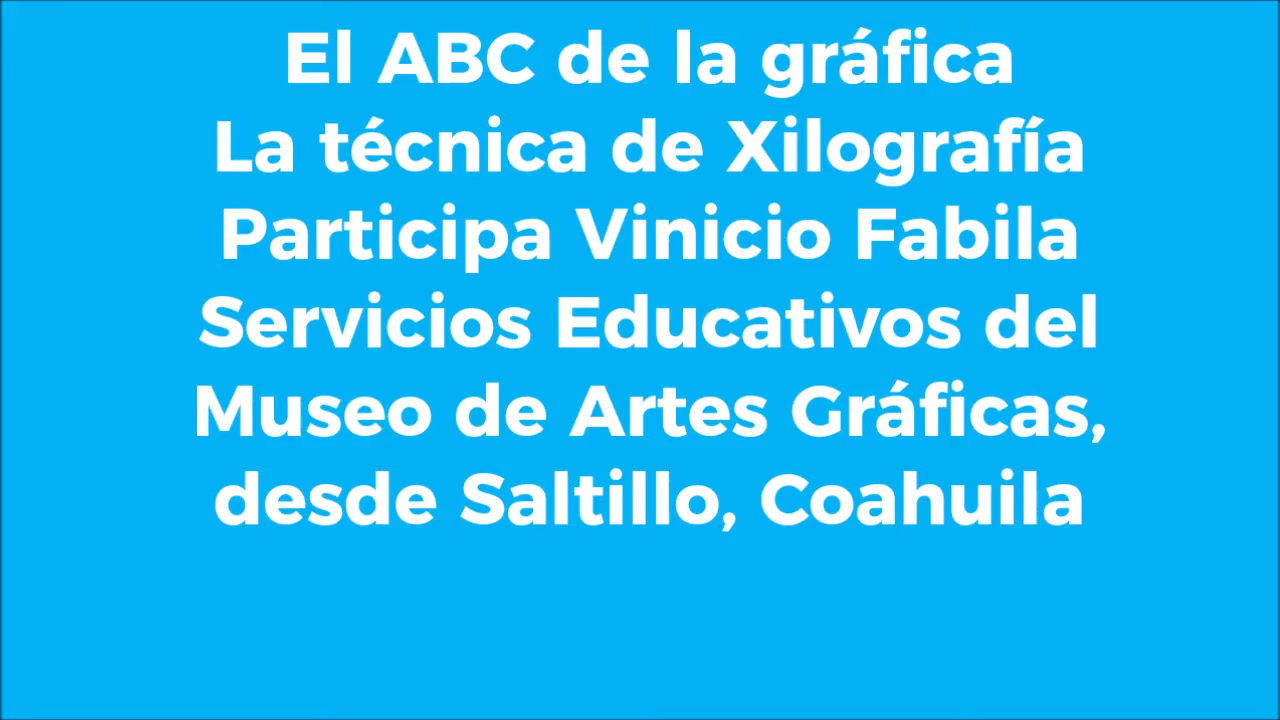 El ABC de la gráfica
La técnica de Xilografía
Participa Vinicio Fabila
Servicios Educativos del
Museo de Artes Gráficas,
desde Saltillo, Coahuila